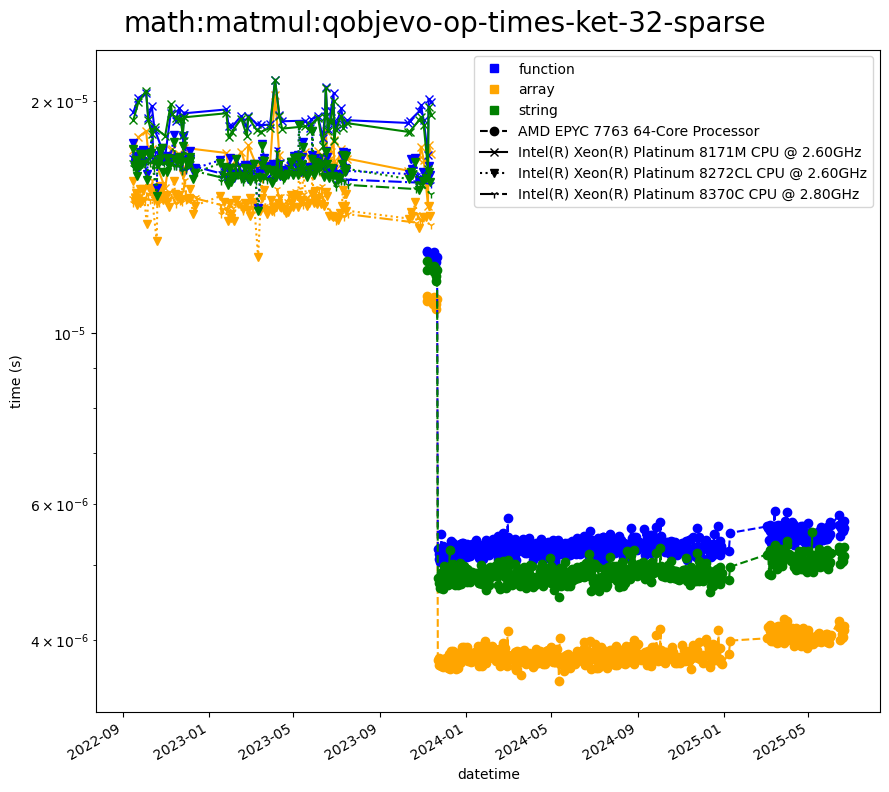 math:matmul:qobjevo-op-times-ket-32-sparse
function
array
string
AMD EPYC 7763 64-Core Processor
Intel(R) Xeon(R) Platinum 8171M CPU @ 2.60GHz
Intel(R) Xeon(R) Platinum 8272CL CPU @ 2.60GHz
Intel(R) Xeon(R) Platinum 8370C CPU @ 2.80GHz
time (s)
2 × 10⁻⁵
10⁻⁵
6 × 10⁻⁶
4 × 10⁻⁶
2022-09 2023-01 2023-05 2023-09 2024-01 2024-05 2024-09 2025-01 2025-05
datetime